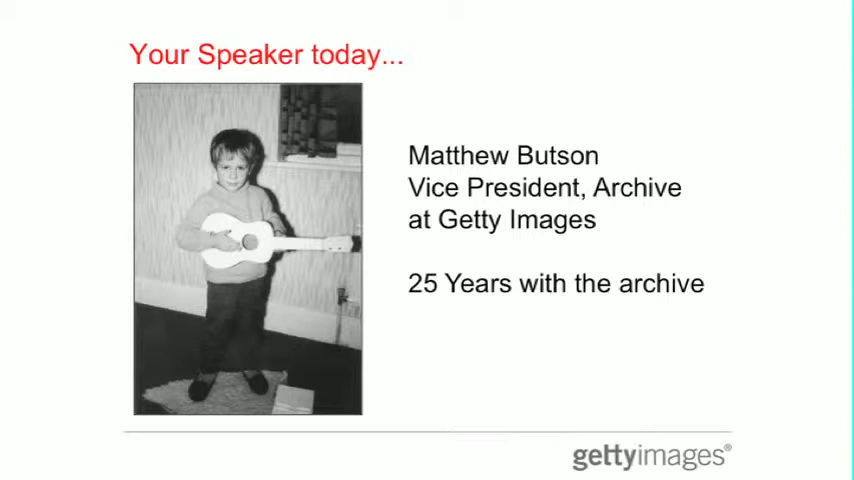 Your Speaker today...
Matthew Butson
Vice President, Archive
at Getty Images
25 Years with the archive
gettyimages®